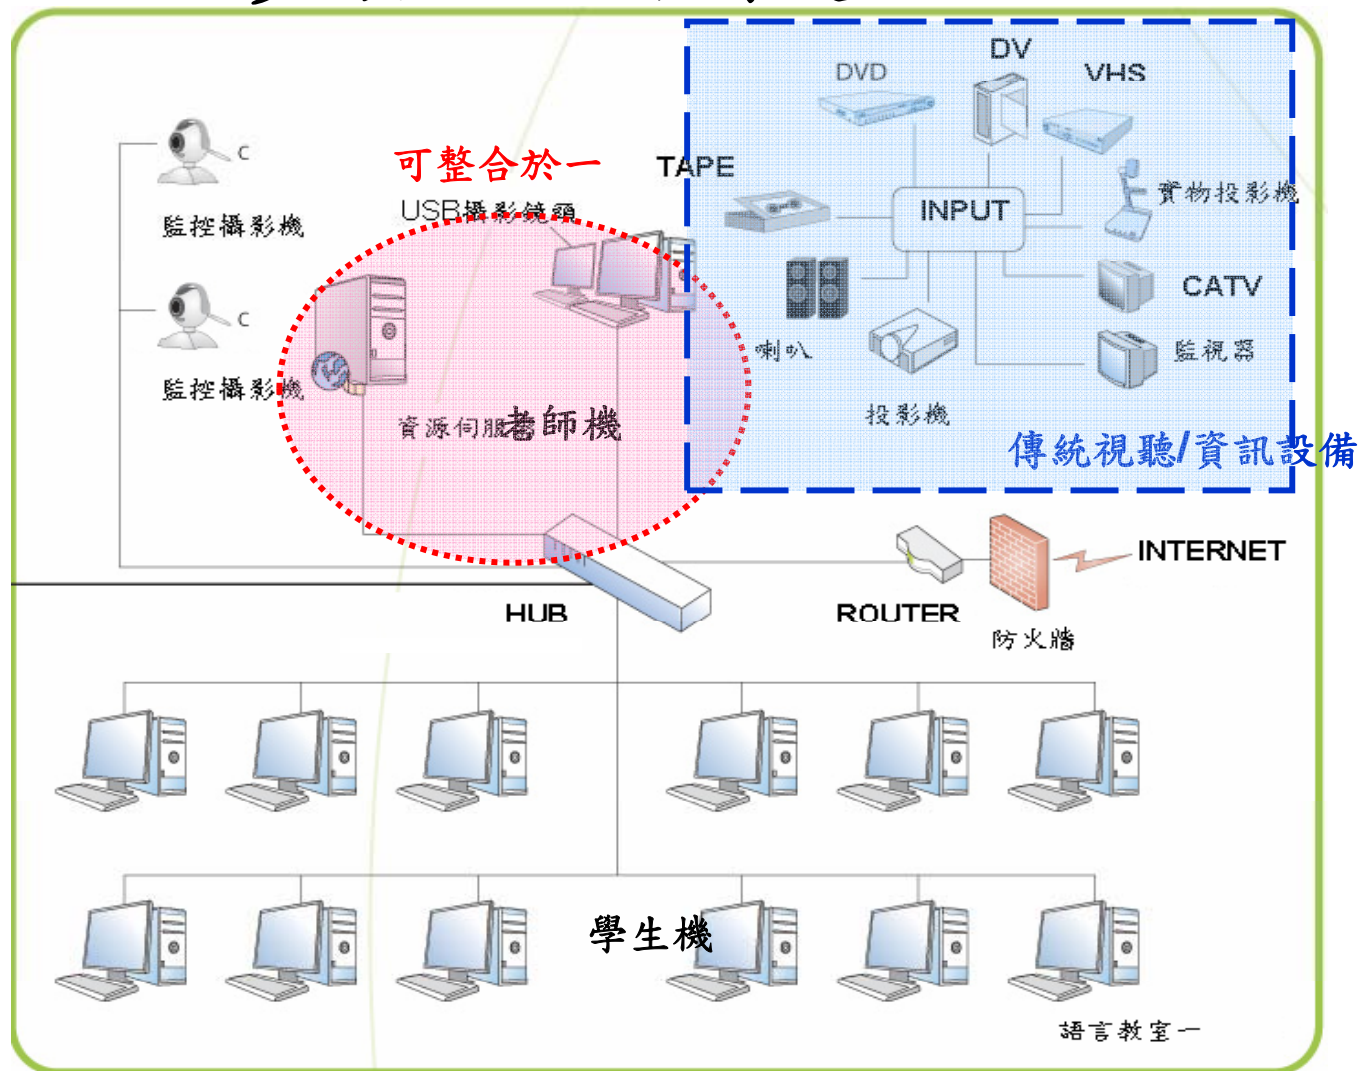 DV
DVD
VHS
可整合於一
TAPE
C
USB攝影鏡頭
INPUT
實物投影機
監控攝影機
CATV
C
喇叭
監視器
監控攝影機
投影機
資源伺服
老師機
傳統視聽/資訊設備
INTERNET
HUB
ROUTER
防火牆
學生機
語言教室一